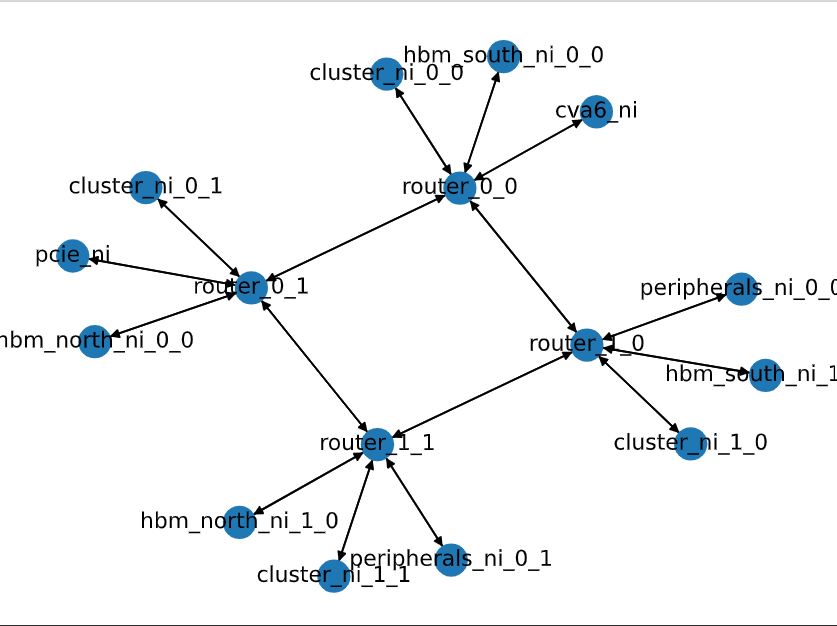 hbm_south_ni_0_0
cluster_ni_0_0
cva6_ni
cluster_ni_0_1
router_0_0
pcie_ni
router_0_1
peripherals_ni_0_0
hbm_north_ni_0_0
router_1_0
hbm_south_ni_1
router_1_1
cluster_ni_1_0
hbm_north_ni_1_0
peripherals_ni_0_1
cluster_ni_1_1